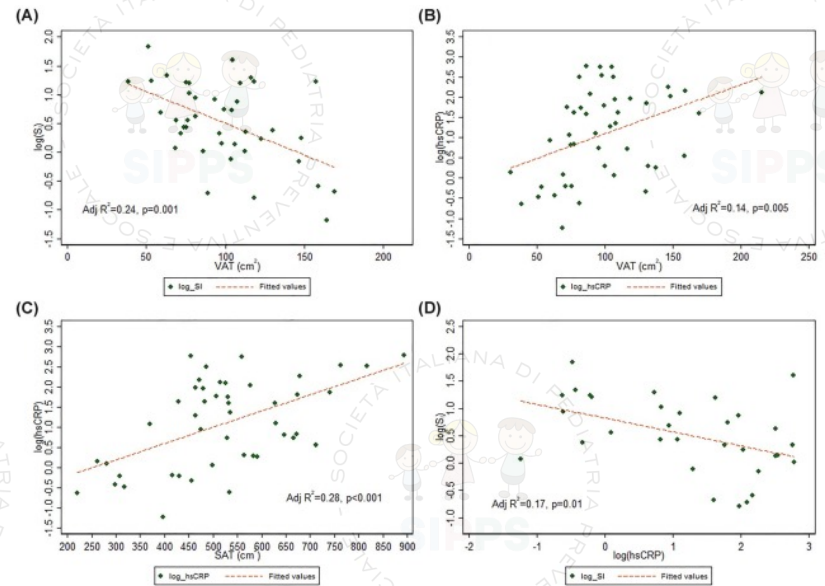 (A)
2.0
1.5
1.0
0.5
0.0
-0.5
-1.0
-1.5
log(Sᵢ)
Adj R²=0.24, p=0.001
0 50 100 150 200
VAT (cm²)
log_SI Fitted values
(B)
3.5
3.0
2.5
2.0
1.5
1.0
0.5
0.0
-0.5
-1.0
-1.5
log(hsCRP)
Adj R²=0.14, p=0.005
0 50 100 150 200 250
VAT (cm²)
log_hsCRP Fitted values
(C)
3.5
3.0
2.5
2.0
1.5
1.0
0.5
0.0
-0.5
-1.0
-1.5
log(hsCRP)
Adj R²=0.28, p<0.001
200 250 300 350 400 450 500 550 600 650 700 750 800 850 900
SAT (cm²)
log_hsCRP Fitted values
(D)
2.5
2.0
1.5
1.0
0.5
0.0
-0.5
-1.0
log(Sᵢ)
Adj R²=0.17, p=0.01
-2 -1 0 1 2 3
log(hsCRP)
log_SI Fitted values
SOCIETÀ ITALIANA DI PEDIATRIA PREVENTIVA E SOCIALE
SIPPS